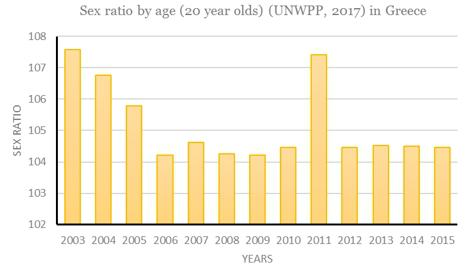 Sex ratio by age (20 year olds) (UNWPP, 2017) in Greece
108
107
106
105
104
103
102
SEX RATIO
2003 2004 2005 2006 2007 2008 2009 2010 2011 2012 2013 2014 2015
YEARS